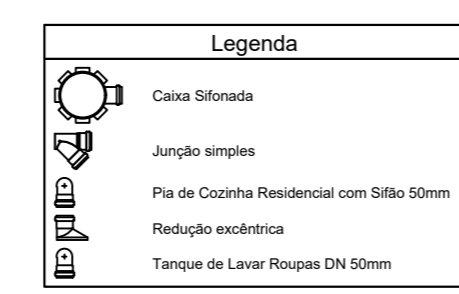 Legenda
Caixa Sifonada
Junção simples
Pia de Cozinha Residencial com Sifão 50mm
Redução excêntrica
Tanque de Lavar Roupas DN 50mm